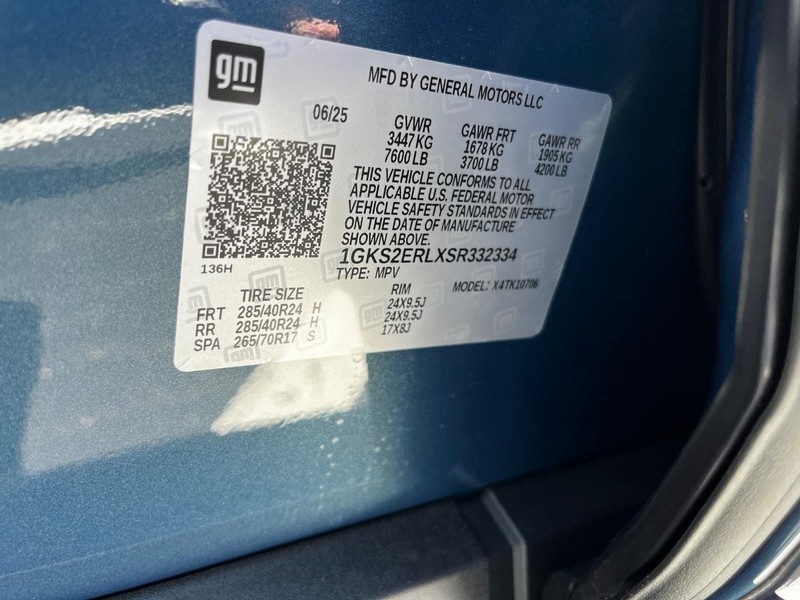 gm
MFD BY GENERAL MOTORS LLC
06/25
GVWR GAWR FRT GAWR RR
3447 KG 1678 KG 1905 KG
7600 LB 3700 LB 4200 LB
THIS VEHICLE CONFORMS TO ALL
APPLICABLE U.S. FEDERAL MOTOR
VEHICLE SAFETY STANDARDS IN EFFECT
ON THE DATE OF MANUFACTURE
SHOWN ABOVE.
1GKS2ERLXSR332334
136H
TYPE: MPV MODEL: X4TK10706
TIRE SIZE RIM
FRT 285/40R24 H 24X9.5J
RR 285/40R24 H 24X9.5J
SPA 265/70R17 S 17X8J